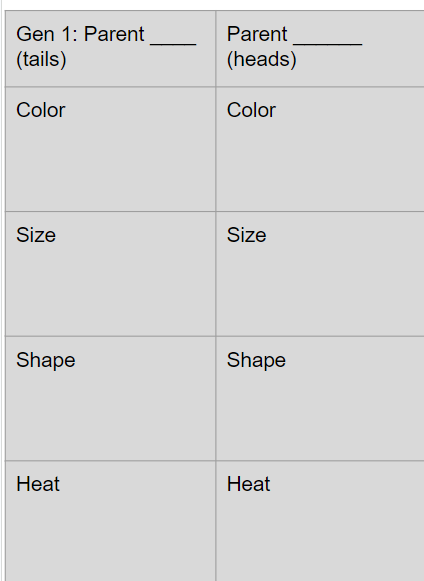 Gen 1: Parent ____
(tails)
Parent ______
(heads)
Color
Color
Size
Size
Shape
Shape
Heat
Heat